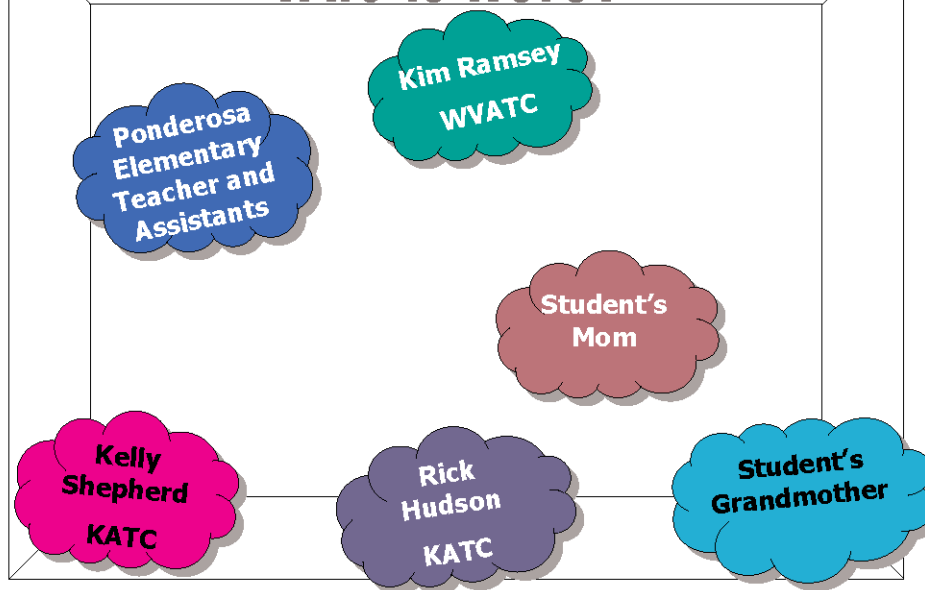 Kim Ramsey
WVATC
Ponderosa
Elementary
Teacher and
Assistants
Student's
Mom
Kelly
Shepherd
KATC
Rick
Hudson
KATC
Student's
Grandmother